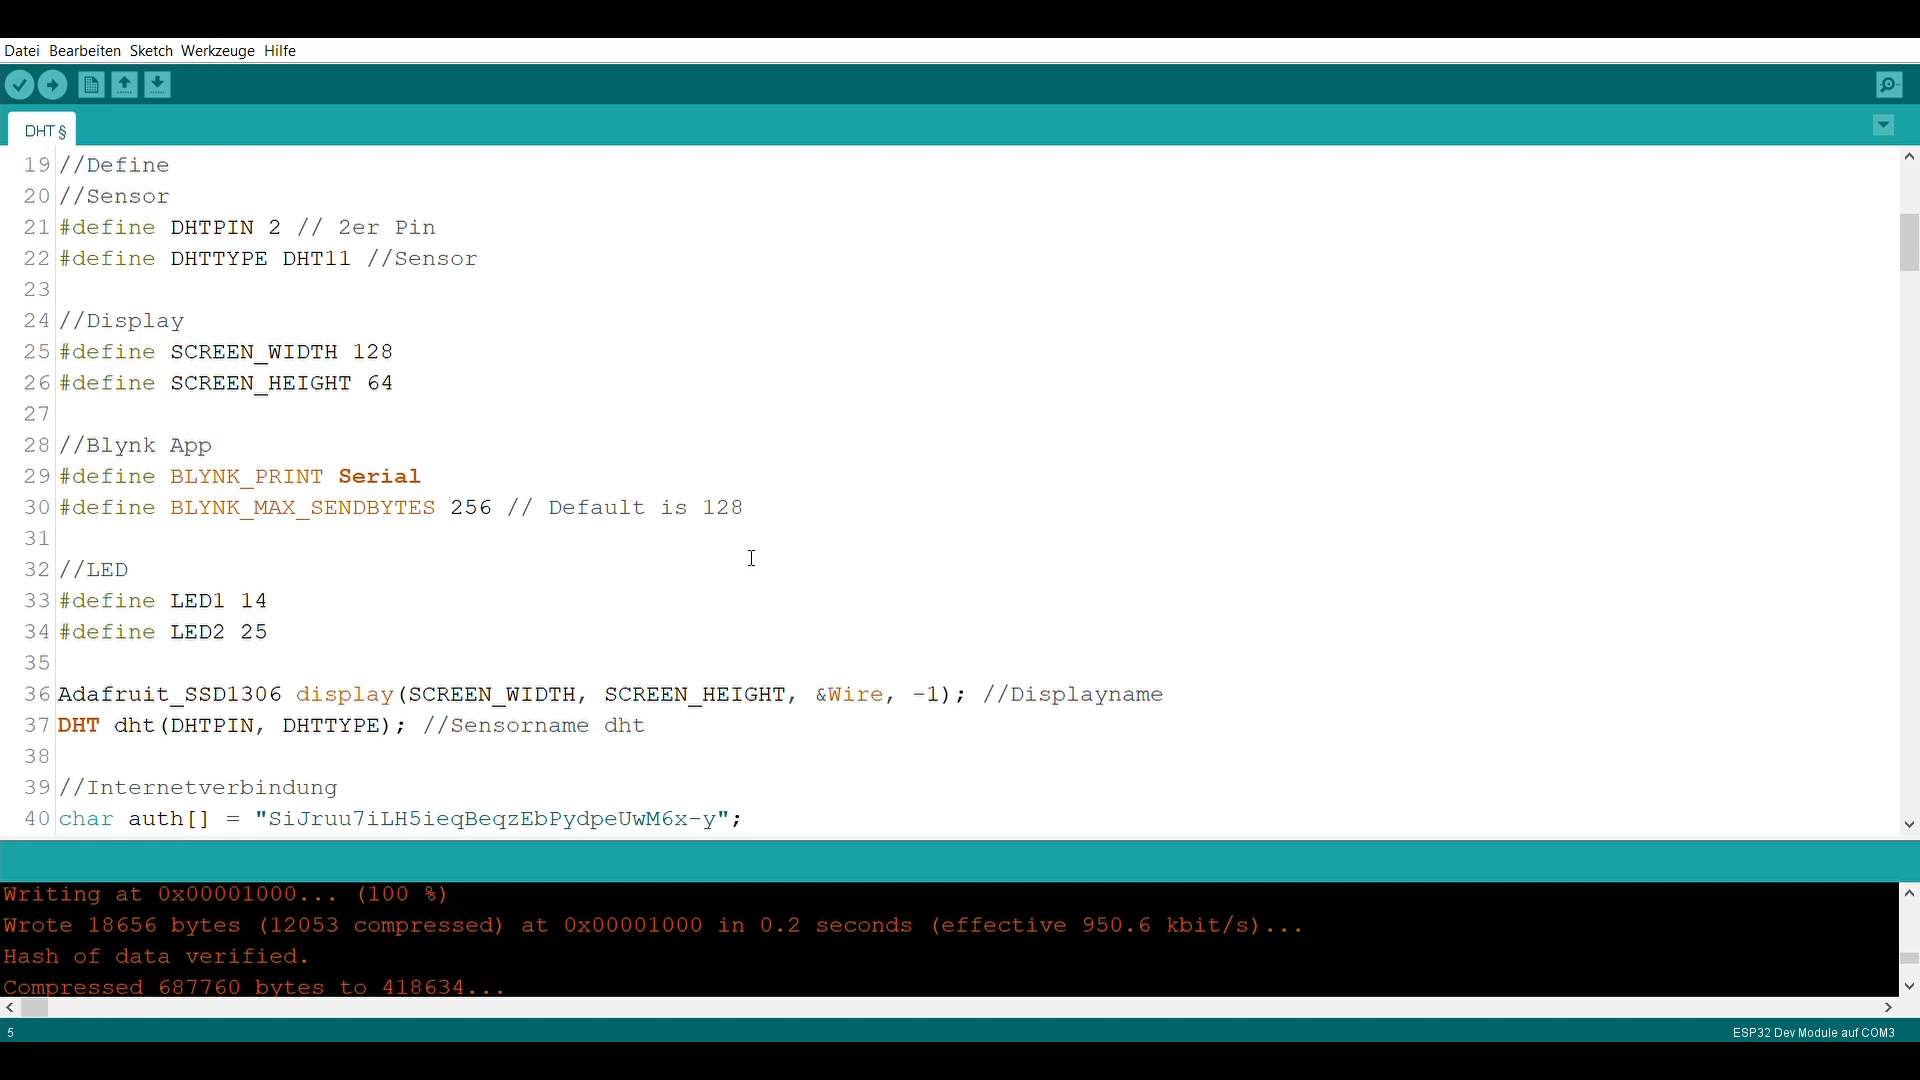 Datei Bearbeiten Sketch Werkzeuge Hilfe
DHT §
19 //Define
20 //Sensor
21 #define DHTPIN 2 // 2er Pin
22 #define DHTTYPE DHT11 //Sensor
23
24 //Display
25 #define SCREEN_WIDTH 128
26 #define SCREEN_HEIGHT 64
27
28 //Blynk App
29 #define BLYNK_PRINT Serial
30 #define BLYNK_MAX_SENDBYTES 256 // Default is 128
31
32 //LED
33 #define LED1 14
34 #define LED2 25
35
36 Adafruit_SSD1306 display(SCREEN_WIDTH, SCREEN_HEIGHT, &Wire, -1); //Displayname
37 DHT dht(DHTPIN, DHTTYPE); //Sensorname dht
38
39 //Internetverbindung
40 char auth[] = "SiJruu7iLH5ieqBeqzEbPydpeUwM6x-y";
Writing at 0x00001000... (100 %)
Wrote 18656 bytes (12053 compressed) at 0x00001000 in 0.2 seconds (effective 950.6 kbit/s)...
Hash of data verified.
Compressed 687760 bytes to 418634...
5
ESP32 Dev Module auf COM3